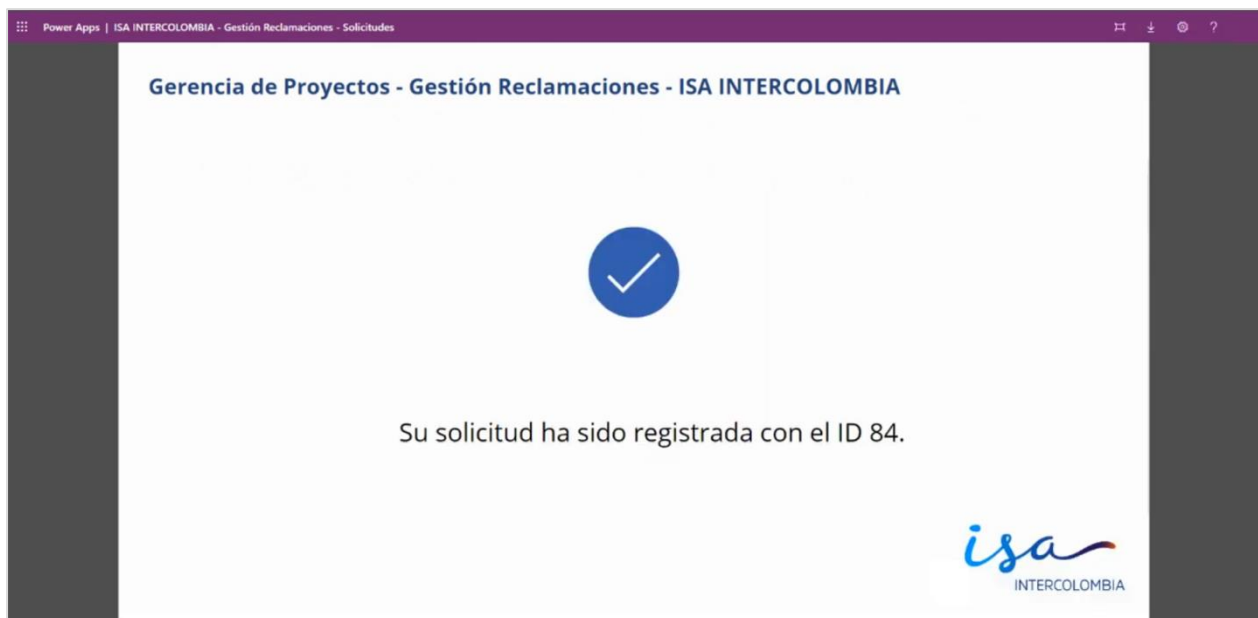 Power Apps | ISA INTERCOLOMBIA - Gestión Reclamaciones - Solicitudes
?
Gerencia de Proyectos - Gestión Reclamaciones - ISA INTERCOLOMBIA
Su solicitud ha sido registrada con el ID 84.
isa
INTERCOLOMBIA